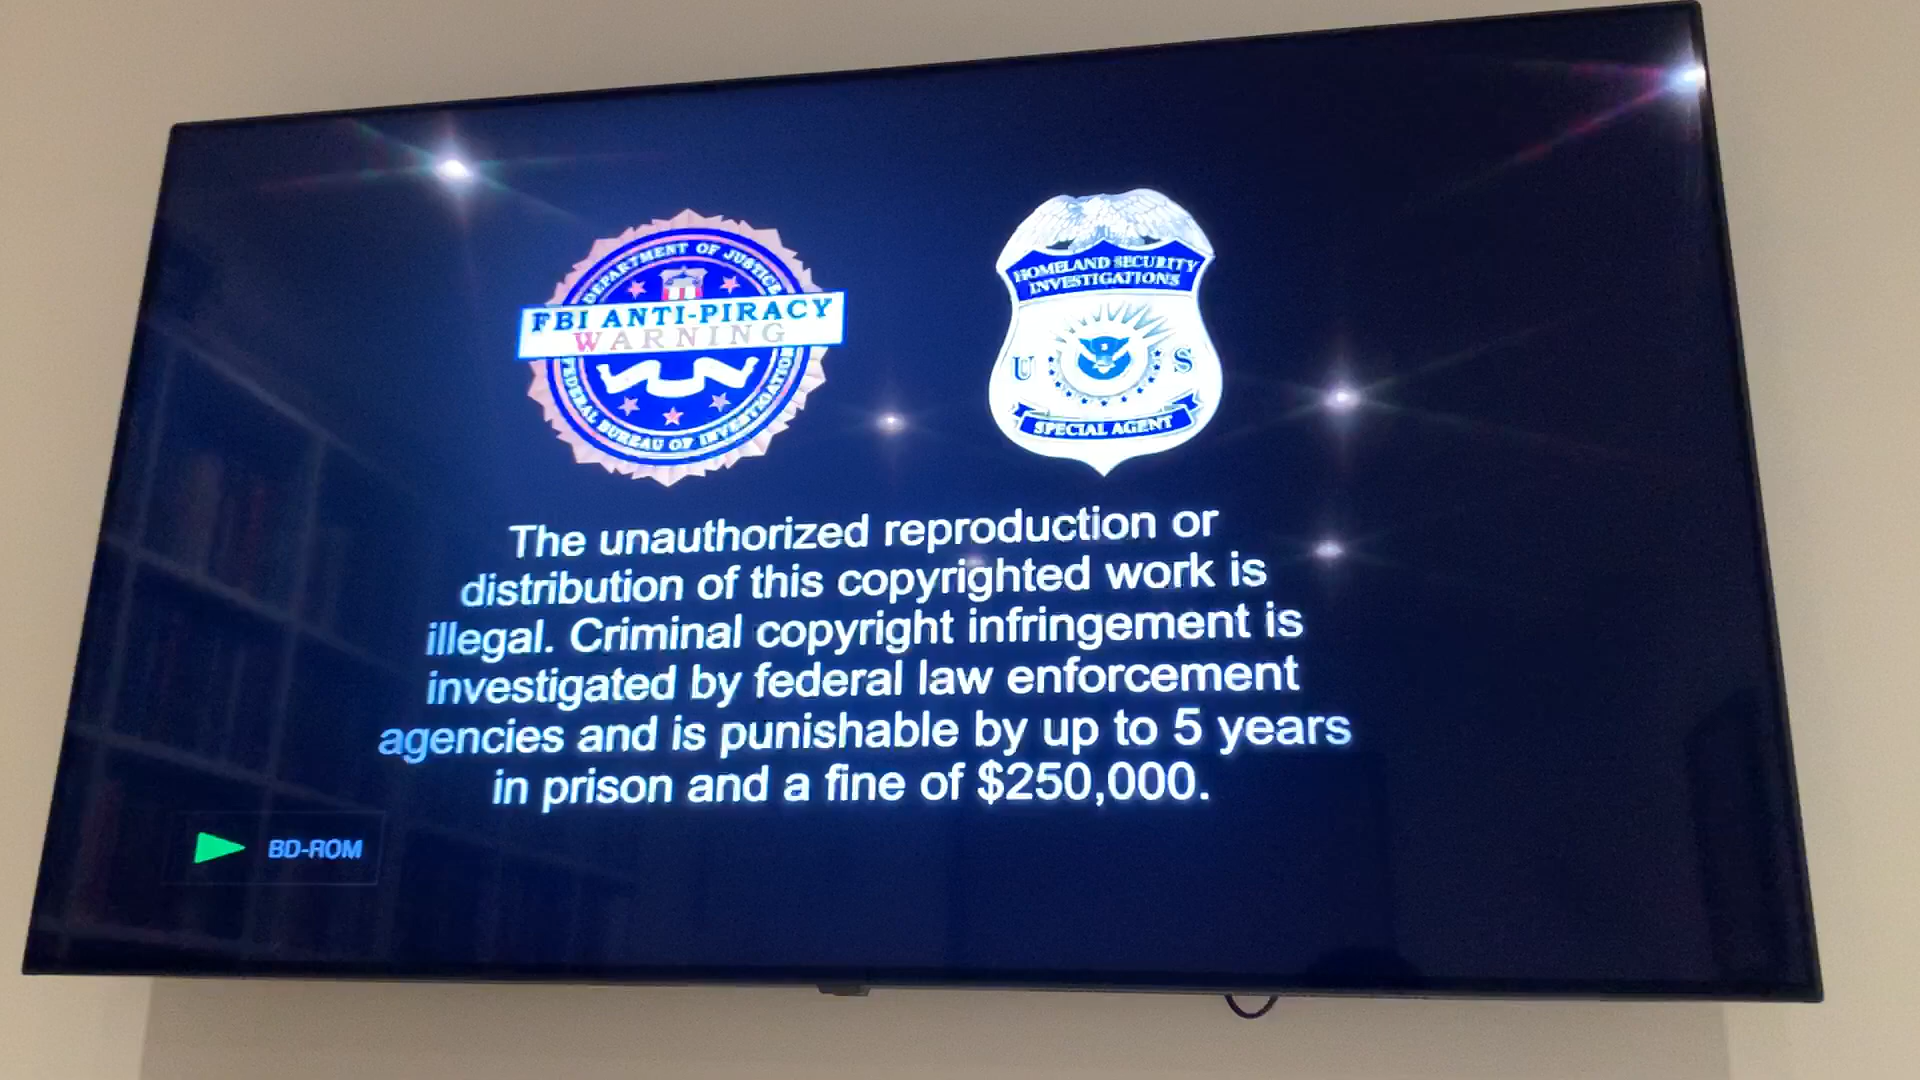 DEPARTMENT OF JUSTICE
FBI ANTI-PIRACY
WARNING
FEDERAL BUREAU OF INVESTIGATION
HOMELAND SECURITY
INVESTIGATIONS
U S
SPECIAL AGENT
The unauthorized reproduction or
distribution of this copyrighted work is
illegal. Criminal copyright infringement is
investigated by federal law enforcement
agencies and is punishable by up to 5 years
in prison and a fine of $250,000.
BD-ROM